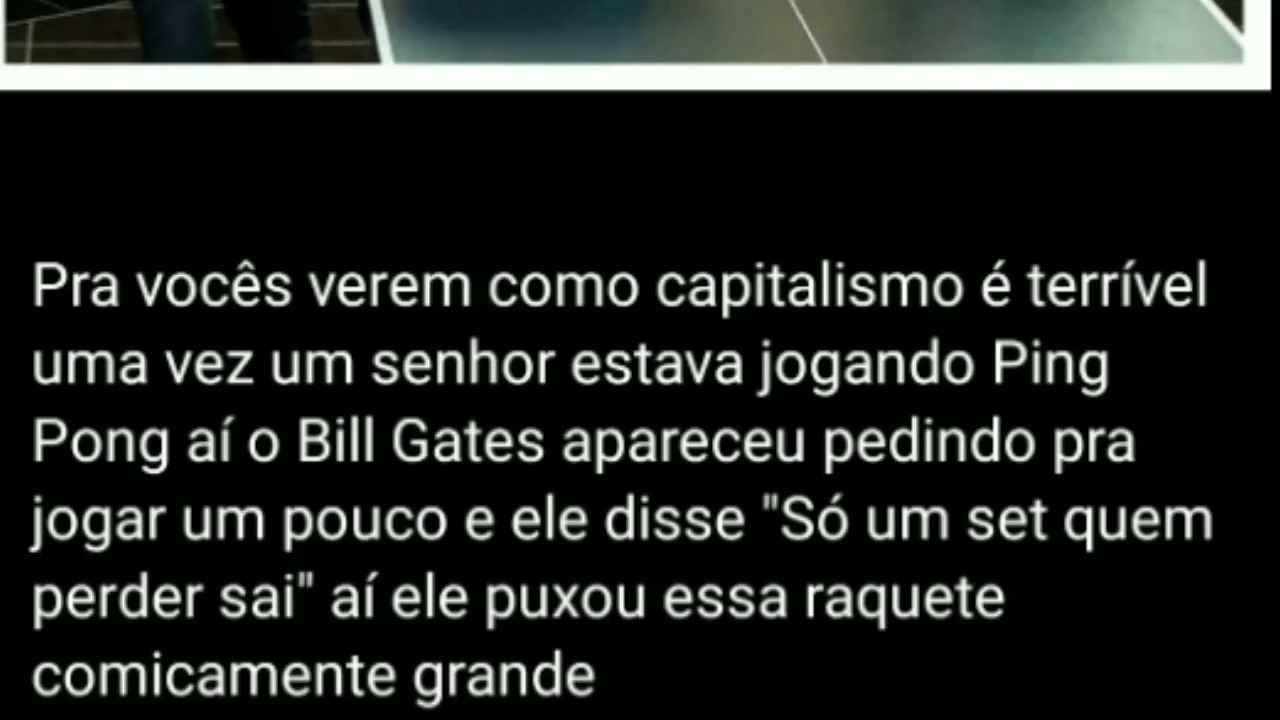 Pra vocês verem como capitalismo é terrível
uma vez um senhor estava jogando Ping
Pong aí o Bill Gates apareceu pedindo pra
jogar um pouco e ele disse "Só um set quem
perder sai" aí ele puxou essa raquete
comicamente grande